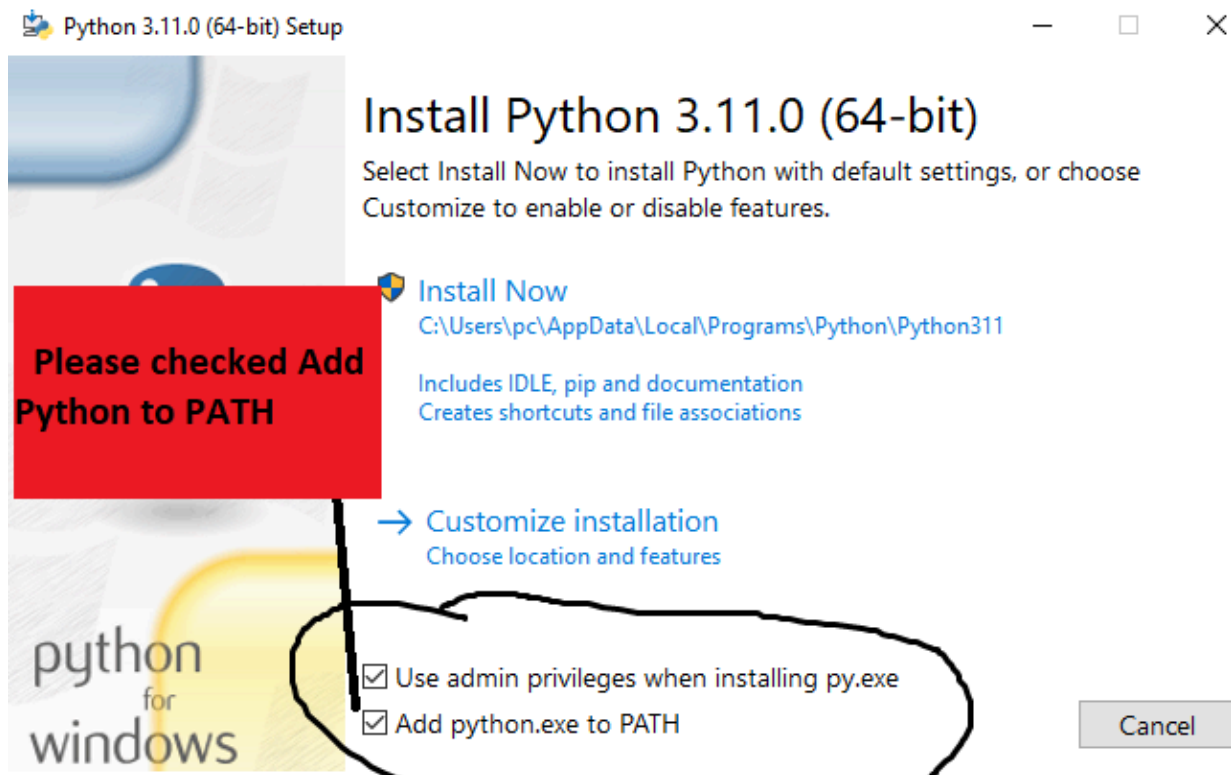 Python 3.11.0 (64-bit) Setup
Install Python 3.11.0 (64-bit)
Select Install Now to install Python with default settings, or choose
Customize to enable or disable features.
Install Now
C:\Users\pc\AppData\Local\Programs\Python\Python311
Includes IDLE, pip and documentation
Creates shortcuts and file associations
Please checked Add
Python to PATH
Customize installation
Choose location and features
Use admin privileges when installing py.exe
Add python.exe to PATH
python
for
windows
Cancel